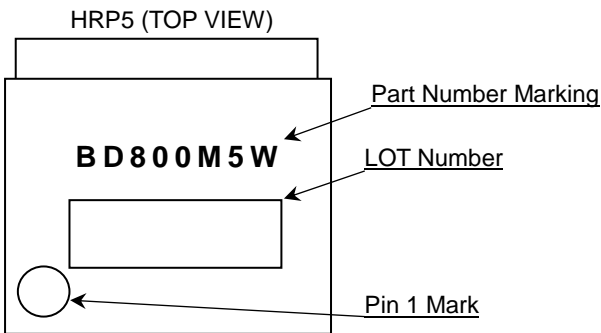 HRP5 (TOP VIEW)
Part Number Marking
BD800M5W
LOT Number
Pin 1 Mark